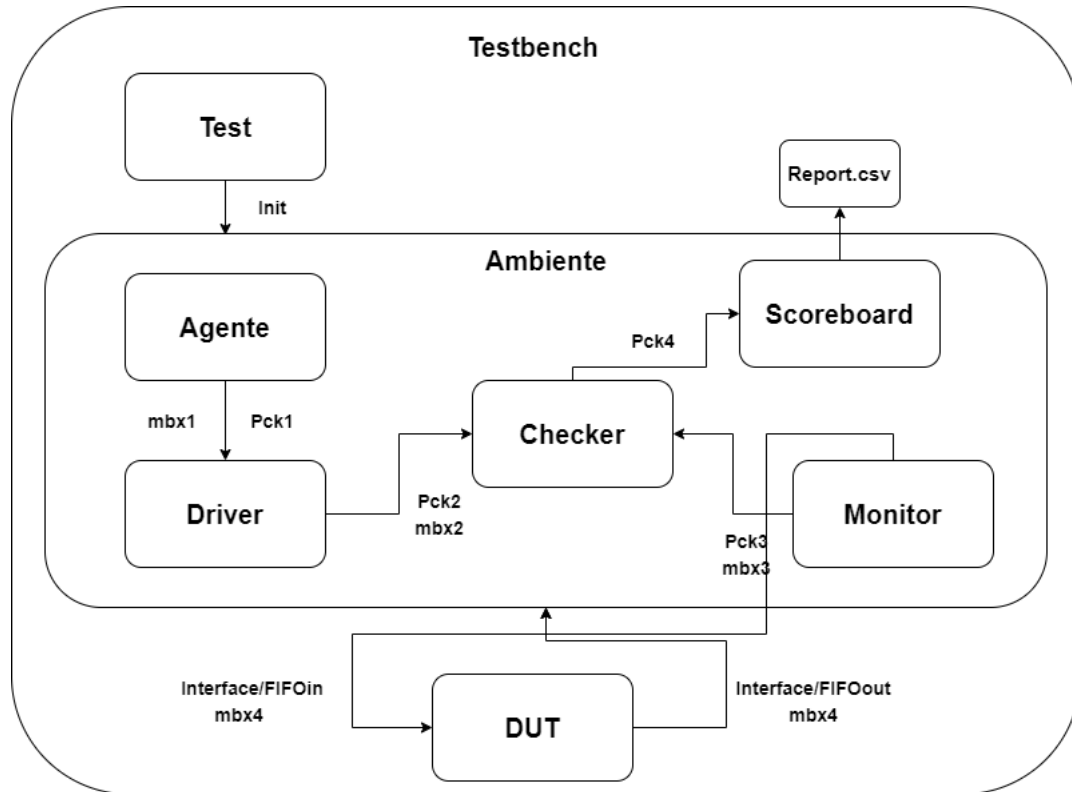 Testbench
Test
Report.csv
Init
Ambiente
Agente
Scoreboard
Pck4
mbx1
Pck1
Checker
Driver
Pck2
mbx2
Monitor
Pck3
mbx3
Interface/FIFOin
mbx4
DUT
Interface/FIFOout
mbx4